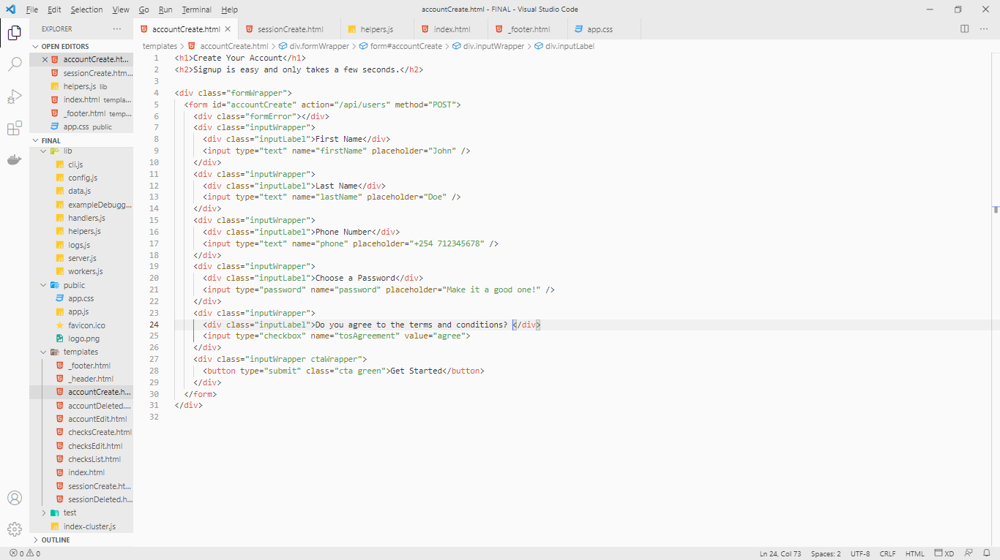 File Edit Selection View Go Run Terminal Help
accountCreate.html - FINAL - Visual Studio Code
EXPLORER
OPEN EDITORS
accountCreate.ht...
sessionCreate.htm...
helpers.js lib
index.html templa...
_footer.html temp...
app.css public
FINAL
lib
cli.js
config.js
data.js
exampleDebugg...
handlers.js
helpers.js
logs.js
server.js
workers.js
public
app.css
app.js
favicon.ico
logo.png
templates
_footer.html
_header.html
accountCreate.h...
accountDeleted....
accountEdit.html
checksCreate.html
checksEdit.html
checksList.html
index.html
sessionCreate.ht...
sessionDeleted.h...
test
index-cluster.js
OUTLINE
accountCreate.html sessionCreate.html helpers.js index.html _footer.html app.css
templates > accountCreate.html > div.formWrapper > form#accountCreate > div.inputWrapper > div.inputLabel
1 <h1>Create Your Account</h1>
2 <h2>Signup is easy and only takes a few seconds.</h2>
3
4 <div class="formWrapper">
5 <form id="accountCreate" action="/api/users" method="POST">
6 <div class="formError"></div>
7 <div class="inputWrapper">
8 <div class="inputLabel">First Name</div>
9 <input type="text" name="firstName" placeholder="John" />
10 </div>
11 <div class="inputWrapper">
12 <div class="inputLabel">Last Name</div>
13 <input type="text" name="lastName" placeholder="Doe" />
14 </div>
15 <div class="inputWrapper">
16 <div class="inputLabel">Phone Number</div>
17 <input type="text" name="phone" placeholder="+254 712345678" />
18 </div>
19 <div class="inputWrapper">
20 <div class="inputLabel">Choose a Password</div>
21 <input type="password" name="password" placeholder="Make it a good one!" />
22 </div>
23 <div class="inputWrapper">
24 <div class="inputLabel">Do you agree to the terms and conditions? </div>
25 <input type="checkbox" name="tosAgreement" value="agree">
26 </div>
27 <div class="inputWrapper ctaWrapper">
28 <button type="submit" class="cta green">Get Started</button>
29 </div>
30 </form>
31 </div>
32
0 0 Ln 24, Col 73 Spaces: 2 UTF-8 CRLF HTML XD